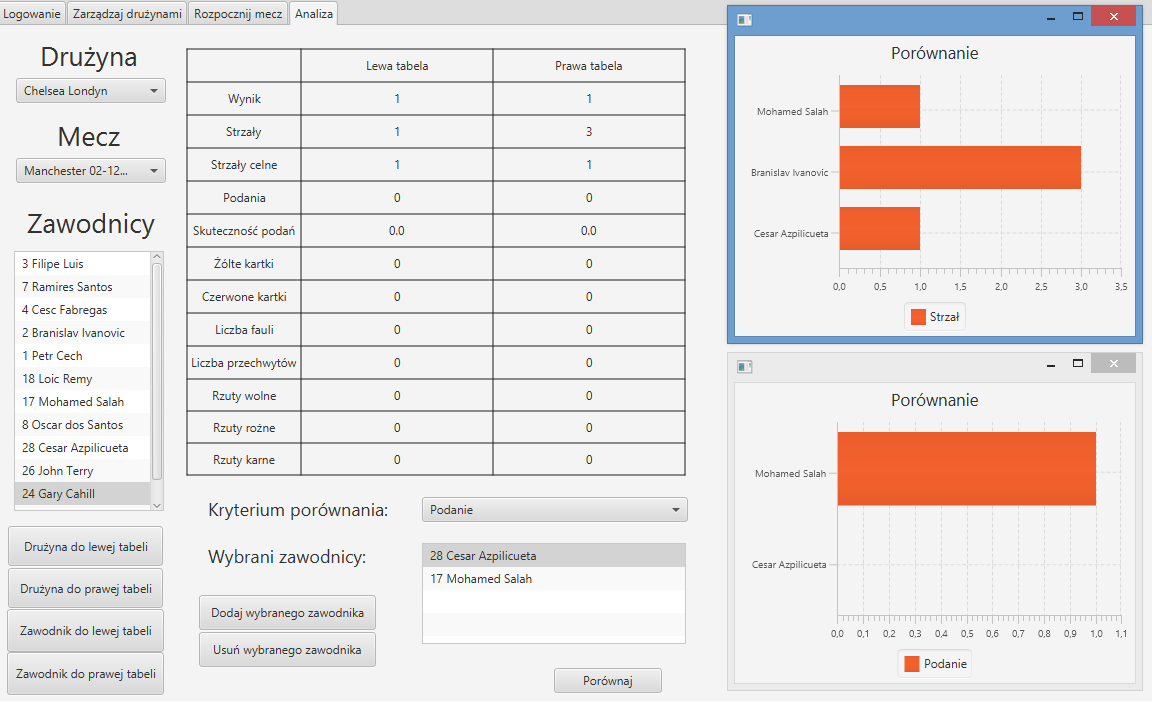 Logowanie Zarządzaj drużynami Rozpocznij mecz Analiza
Drużyna
Chelsea Londyn
Mecz
Manchester 02-12...
Zawodnicy
3 Filipe Luis
7 Ramires Santos
4 Cesc Fabregas
2 Branislav Ivanovic
1 Petr Cech
18 Loic Remy
17 Mohamed Salah
8 Oscar dos Santos
28 Cesar Azpilicueta
26 John Terry
24 Gary Cahill
Drużyna do lewej tabeli
Drużyna do prawej tabeli
Zawodnik do lewej tabeli
Zawodnik do prawej tabeli
Lewa tabela Prawa tabela
Wynik 1 1
Strzały 1 3
Strzały celne 1 1
Podania 0 0
Skuteczność podań 0.0 0.0
Żółte kartki 0 0
Czerwone kartki 0 0
Liczba fauli 0 0
Liczba przechwytów 0 0
Rzuty wolne 0 0
Rzuty rożne 0 0
Rzuty karne 0 0
Kryterium porównania: Podanie
Wybrani zawodnicy:
28 Cesar Azpilicueta
17 Mohamed Salah
Dodaj wybranego zawodnika
Usuń wybranego zawodnika
Porównaj
Porównanie
Mohamed Salah
Branislav Ivanovic
Cesar Azpilicueta
0,0 0,5 1,0 1,5 2,0 2,5 3,0 3,5
Strzał
Porównanie
Mohamed Salah
Cesar Azpilicueta
0,0 0,1 0,2 0,3 0,4 0,5 0,6 0,7 0,8 0,9 1,0 1,1
Podanie